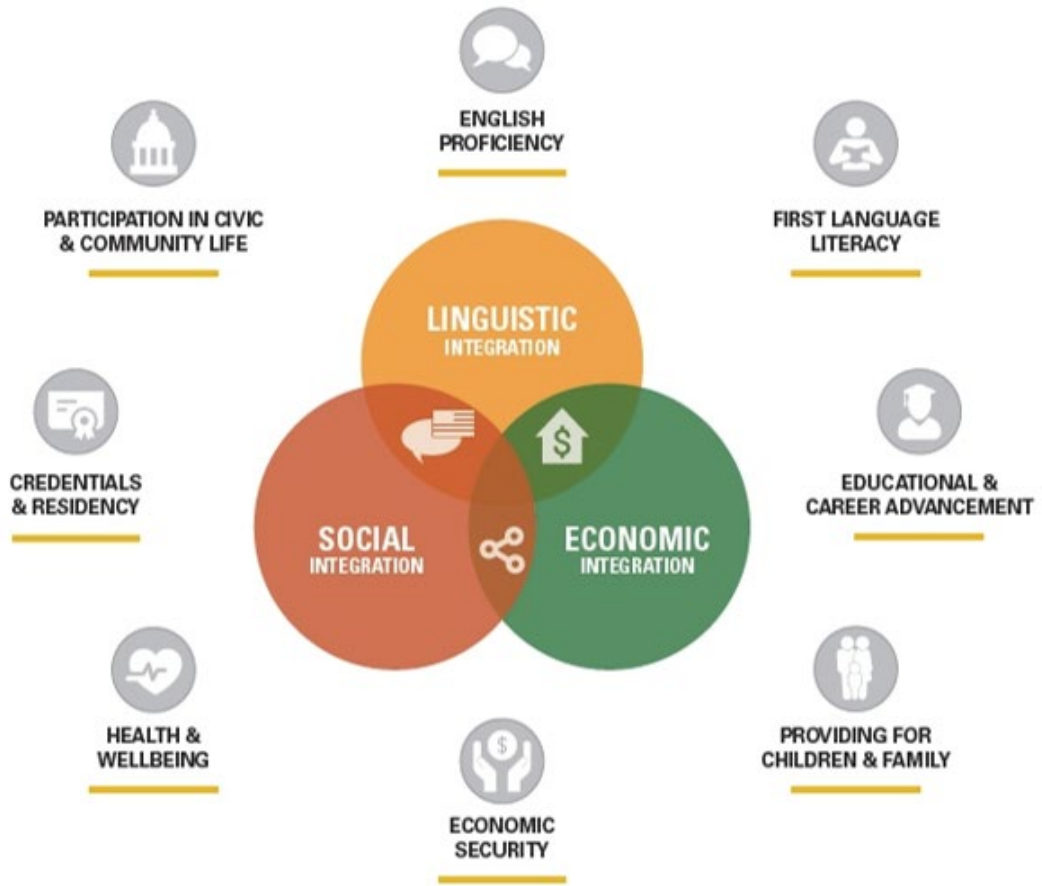 ENGLISH
PROFICIENCY
PARTICIPATION IN CIVIC
& COMMUNITY LIFE
FIRST LANGUAGE
LITERACY
LINGUISTIC
INTEGRATION
$
CREDENTIALS
& RESIDENCY
EDUCATIONAL &
CAREER ADVANCEMENT
SOCIAL
INTEGRATION
ECONOMIC
INTEGRATION
HEALTH &
WELLBEING
PROVIDING FOR
CHILDREN & FAMILY
$
ECONOMIC
SECURITY